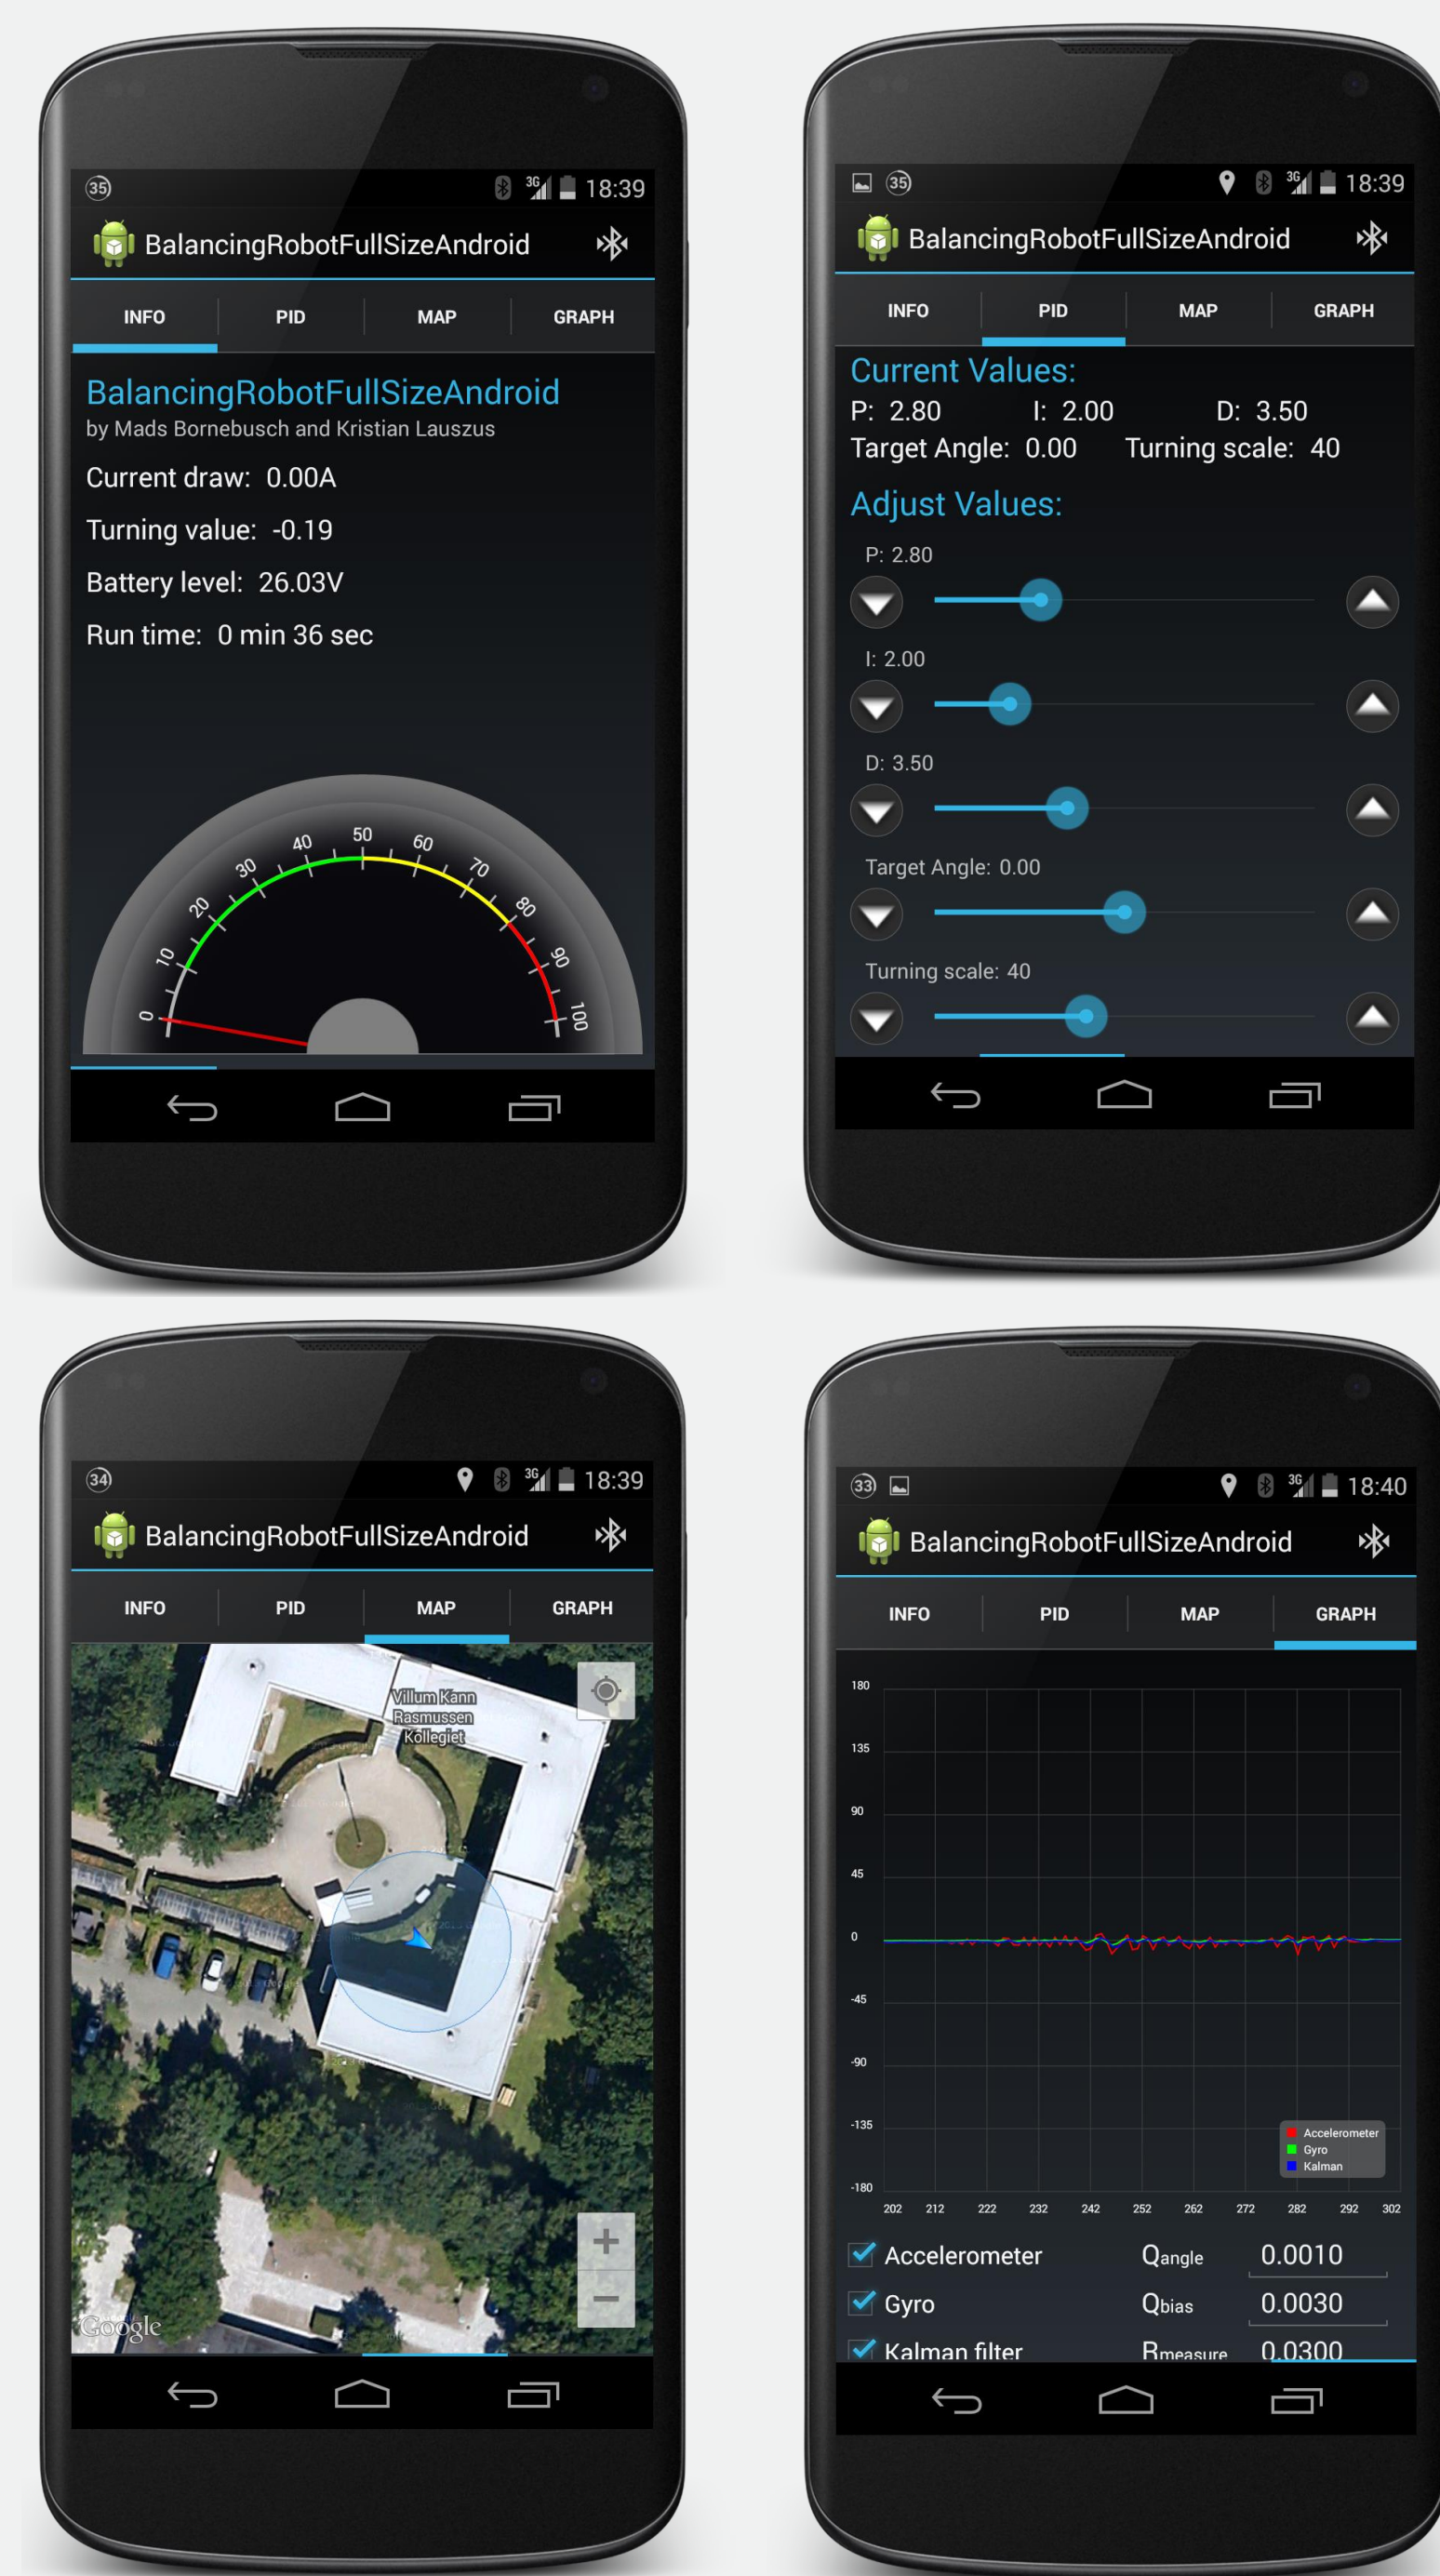 35
3G 18:39
BalancingRobotFullSizeAndroid
INFO PID MAP GRAPH
BalancingRobotFullSizeAndroid
by Mads Bornebusch and Kristian Lauszus
Current draw: 0.00A
Turning value: -0.19
Battery level: 26.03V
Run time: 0 min 36 sec
0 10 20 30 40 50 60 70 80 90 100
35
3G 18:39
BalancingRobotFullSizeAndroid
INFO PID MAP GRAPH
Current Values:
P: 2.80 I: 2.00 D: 3.50
Target Angle: 0.00 Turning scale: 40
Adjust Values:
P: 2.80
I: 2.00
D: 3.50
Target Angle: 0.00
Turning scale: 40
34
3G 18:39
BalancingRobotFullSizeAndroid
INFO PID MAP GRAPH
Villum Kann
Rasmussen
Kollegiet
Google
33
3G 18:40
BalancingRobotFullSizeAndroid
INFO PID MAP GRAPH
180
135
90
45
0
-45
-90
-135
-180
Accelerometer
Gyro
Kalman
202 212 222 232 242 252 262 272 282 292 302
Accelerometer Qangle 0.0010
Gyro Qbias 0.0030
Kalman filter Rmeasure 0.0300